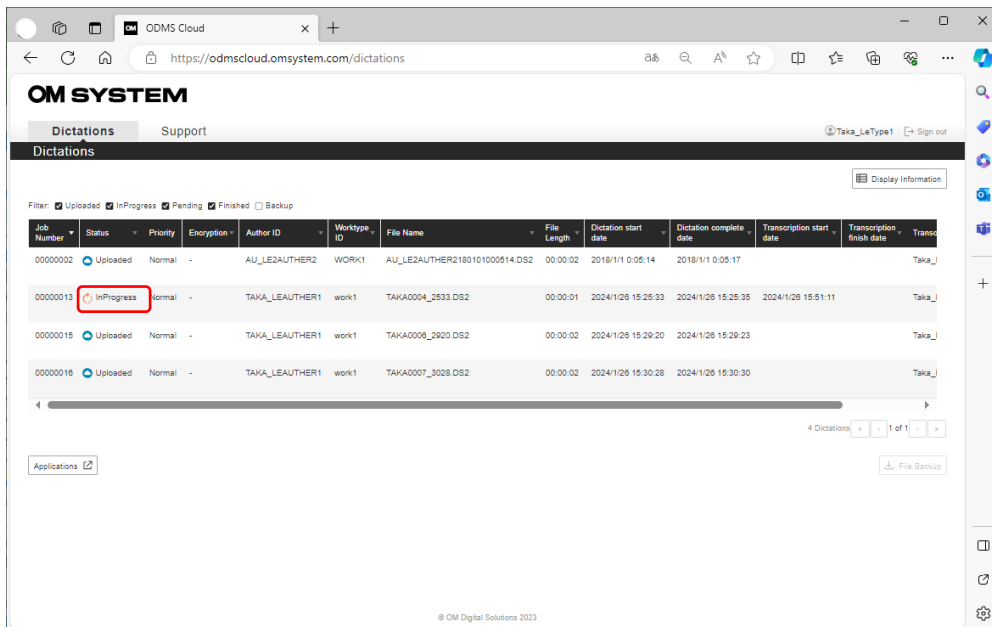 ODMS Cloud
https://odmscloud.omsystem.com/dictations
OM SYSTEM
Dictations Support Taka_LeType1 Sign out
Dictations
Display Information
Filter: Uploaded InProgress Pending Finished Backup
Job Number Status Priority Encryption Author ID Worktype ID File Name File Length Dictation start date Dictation complete date Transcription start date Transcription finish date Transc
00000002 Uploaded Normal - AU_LE2AUTHER2 WORK1 AU_LE2AUTHER2180101000514.DS2 00:00:02 2018/1/1 0:05:14 2018/1/1 0:05:17 Taka_
00000013 InProgress Normal - TAKA_LEAUTHER1 work1 TAKA0004_2533.DS2 00:00:01 2024/1/26 15:25:33 2024/1/26 15:25:35 2024/1/26 15:51:11 Taka_
00000015 Uploaded Normal - TAKA_LEAUTHER1 work1 TAKA0006_2920.DS2 00:00:02 2024/1/26 15:29:20 2024/1/26 15:29:23 Taka_
00000016 Uploaded Normal - TAKA_LEAUTHER1 work1 TAKA0007_3028.DS2 00:00:02 2024/1/26 15:30:28 2024/1/26 15:30:30 Taka_
4 Dictations « ‹ 1 of 1 › »
Applications File Backup
© OM Digital Solutions 2023